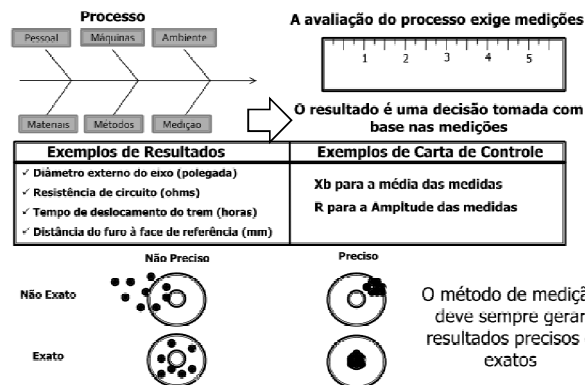 Processo
Pessoal Máquinas Ambiente
Materiais Métodos Medição
A avaliação do processo exige medições
1 2 3 4 5
O resultado é uma decisão tomada com
base nas medições
Exemplos de Resultados
✓ Diâmetro externo do eixo (polegada)
✓ Resistência de circuito (ohms)
✓ Tempo de deslocamento do trem (horas)
✓ Distância do furo à face de referência (mm)
Exemplos de Carta de Controle
Xb para a média das medidas
R para a Amplitude das medidas
Não Preciso Preciso
Não Exato
Exato
O método de mediçã
deve sempre gerar
resultados precisos
exatos